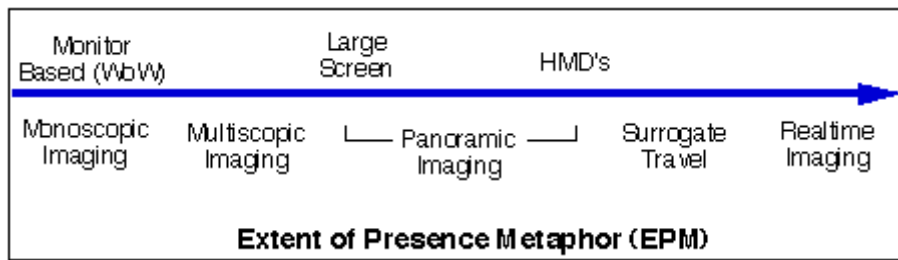 Monitor
Based (WoW)
Large
Screen
HMD's
Monoscopic
Imaging
Multiscopic
Imaging
Panoramic
Imaging
Surrogate
Travel
Realtime
Imaging
Extent of Presence Metaphor (EPM)